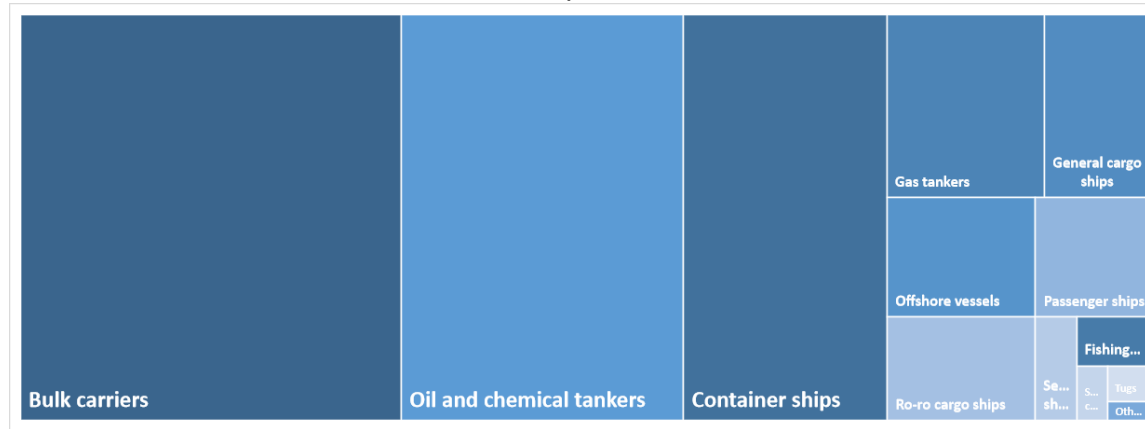 Bulk carriers
Oil and chemical tankers
Container ships
Gas tankers
General cargo
ships
Offshore vessels
Passenger ships
Ro-ro cargo ships
Se...
sh...
Fishing...
S...
c...
Tugs
Oth...